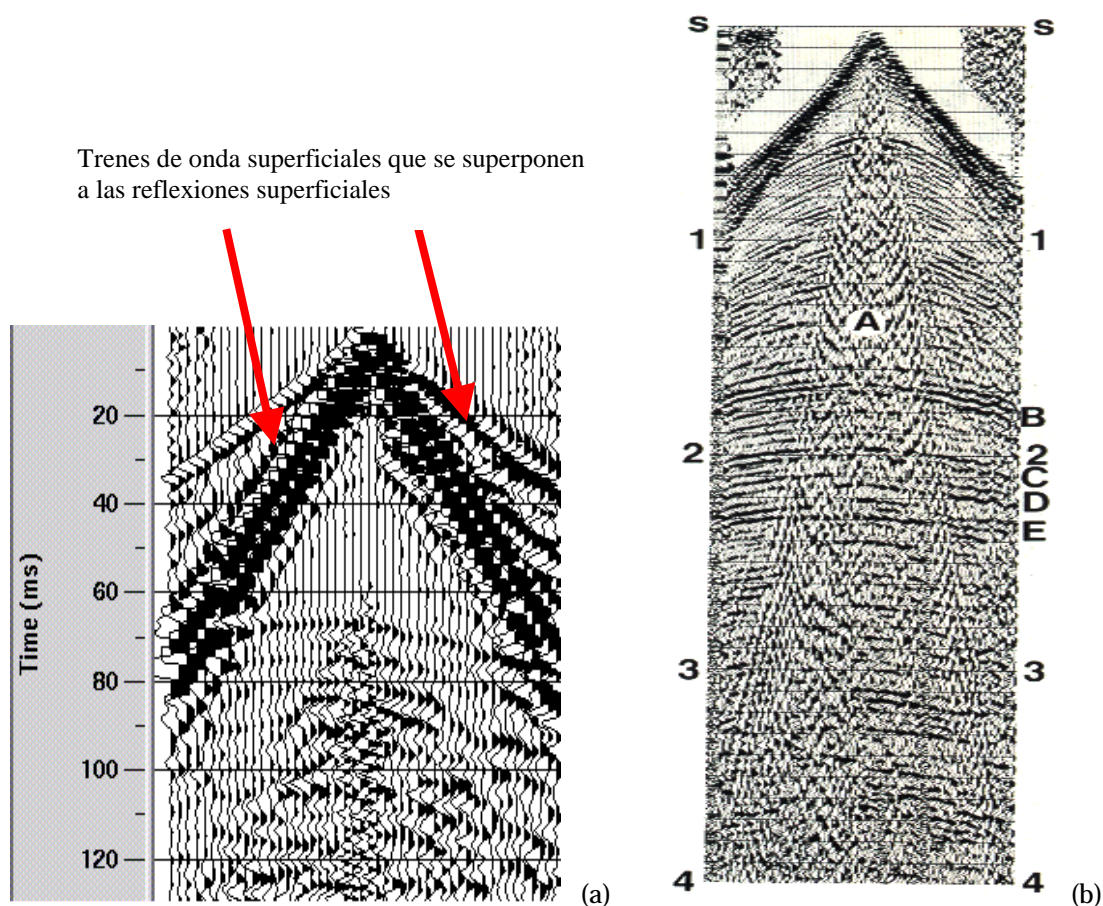 Trenes de onda superficiales que se superponen
a las reflexiones superficiales
Time (ms)
20
40
60
80
100
120
(a)
S S
1 1
A
B
2 2
C
D
E
3 3
4 4
(b)